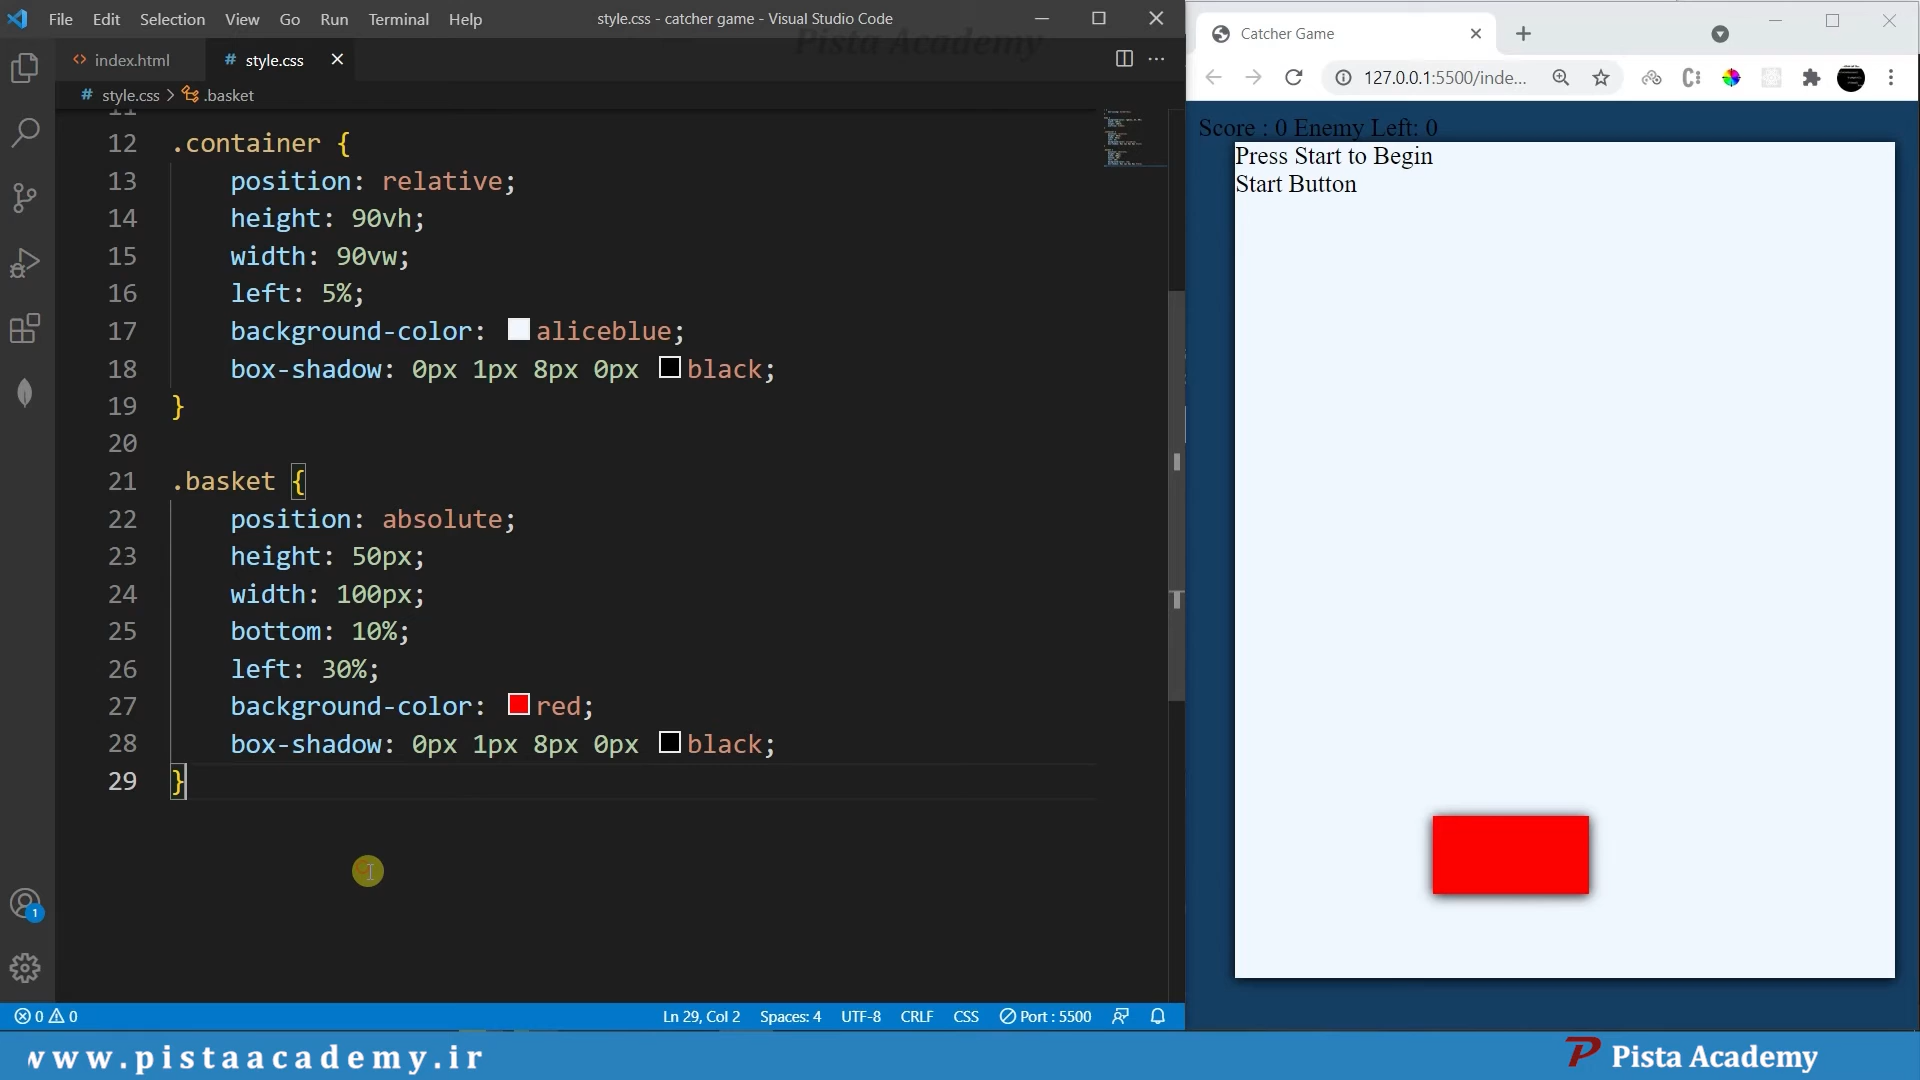 File Edit Selection View Go Run Terminal Help
style.css - catcher game - Visual Studio Code
Pista Academy
index.html
# style.css
# style.css > .basket
11
12 .container {
13 position: relative;
14 height: 90vh;
15 width: 90vw;
16 left: 5%;
17 background-color: aliceblue;
18 box-shadow: 0px 1px 8px 0px black;
19 }
20
21 .basket {
22 position: absolute;
23 height: 50px;
24 width: 100px;
25 bottom: 10%;
26 left: 30%;
27 background-color: red;
28 box-shadow: 0px 1px 8px 0px black;
29 }
1
0 0
Ln 29, Col 2 Spaces: 4 UTF-8 CRLF CSS Port : 5500
Catcher Game
127.0.0.1:5500/inde...
Score : 0 Enemy Left: 0
Press Start to Begin
Start Button
www.pistaacademy.ir
Pista Academy